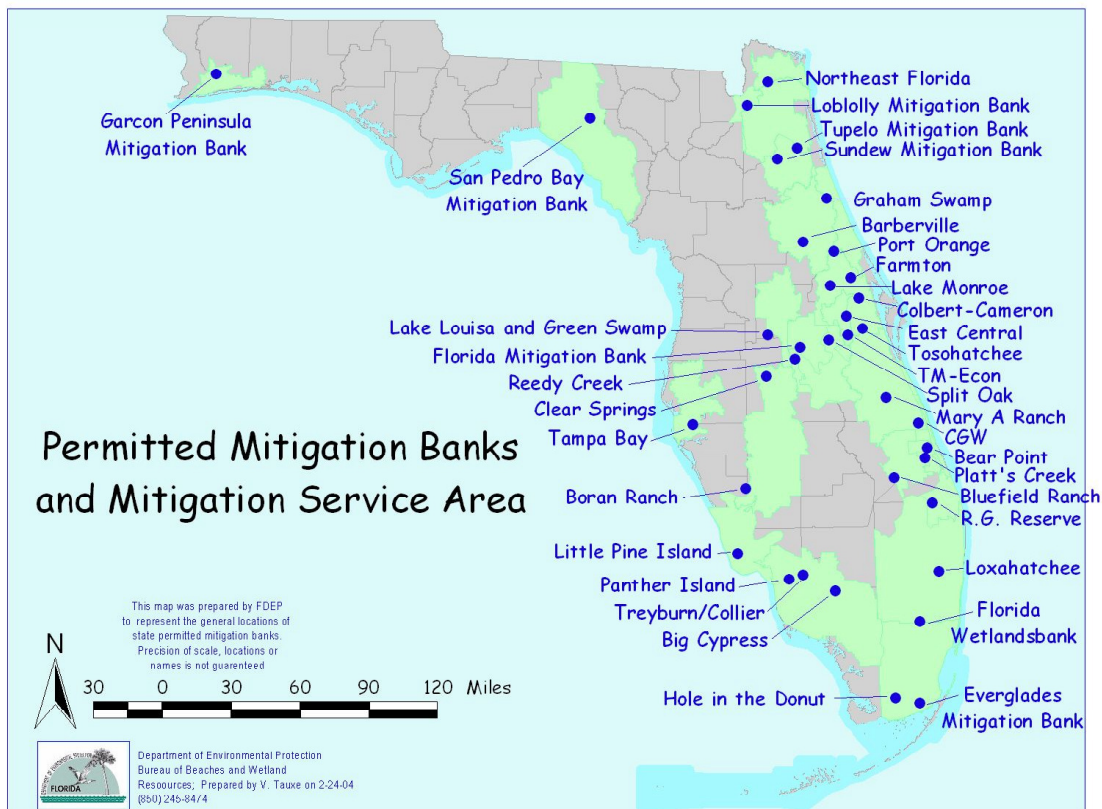 Northeast Florida
Loblolly Mitigation Bank
Garcon Peninsula
Mitigation Bank
Tupelo Mitigation Bank
Sundew Mitigation Bank
San Pedro Bay
Mitigation Bank
Graham Swamp
Barberville
Port Orange
Farmton
Lake Monroe
Colbert-Cameron
East Central
Tosohatchee
TM-Econ
Split Oak
Lake Louisa and Green Swamp
Florida Mitigation Bank
Reedy Creek
Clear Springs
Tampa Bay
Mary A Ranch
CGW
Bear Point
Platt's Creek
Bluefield Ranch
R.G. Reserve
Permitted Mitigation Banks
and Mitigation Service Area
Boran Ranch
Little Pine Island
Panther Island
Treyburn/Collier
Big Cypress
Loxahatchee
Florida
Wetlandsbank
Hole in the Donut
Everglades
Mitigation Bank
This map was prepared by FDEP
to represent the general locations of
state permitted mitigation banks.
Precision of scale, locations or
names is not guarenteed
N
30 0 30 60 90 120 Miles
FLORIDA
Department of Environmental Protection
Bureau of Beaches and Wetland
Resoources; Prepared by V. Tauxe on 2-24-04
(850) 245-8474